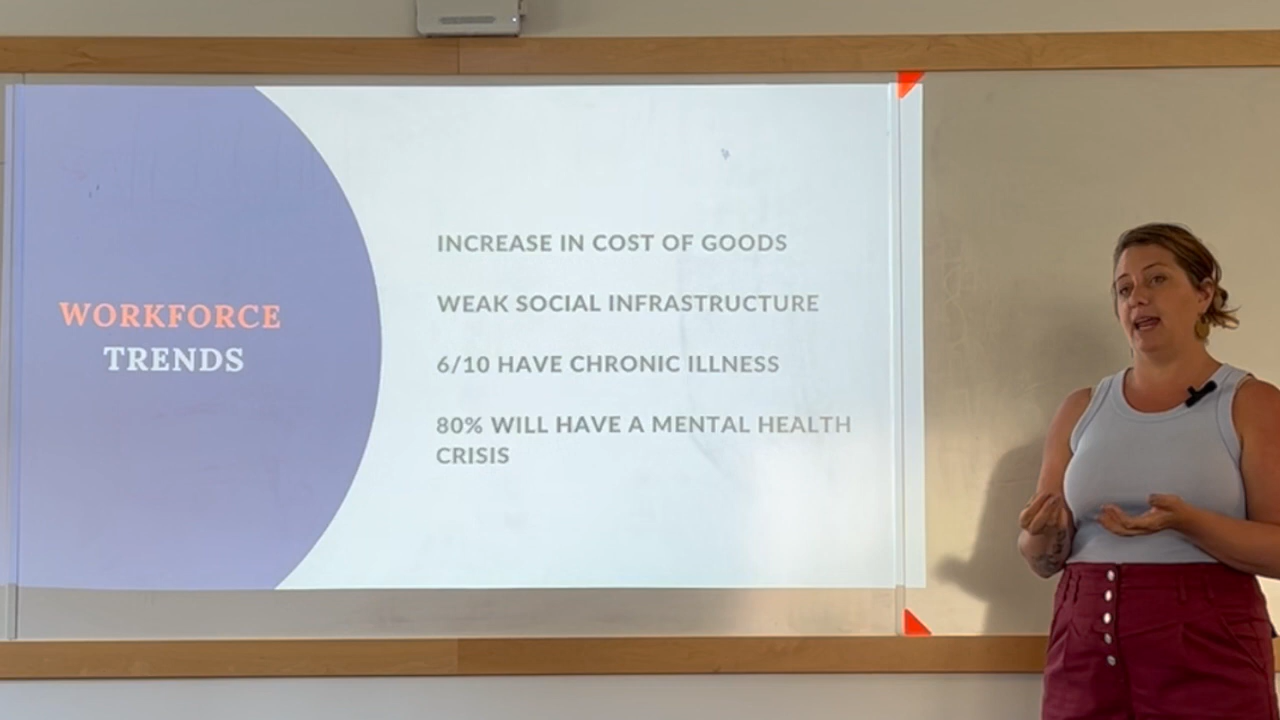 WORKFORCE
TRENDS
INCREASE IN COST OF GOODS
WEAK SOCIAL INFRASTRUCTURE
6/10 HAVE CHRONIC ILLNESS
80% WILL HAVE A MENTAL HEALTH
CRISIS